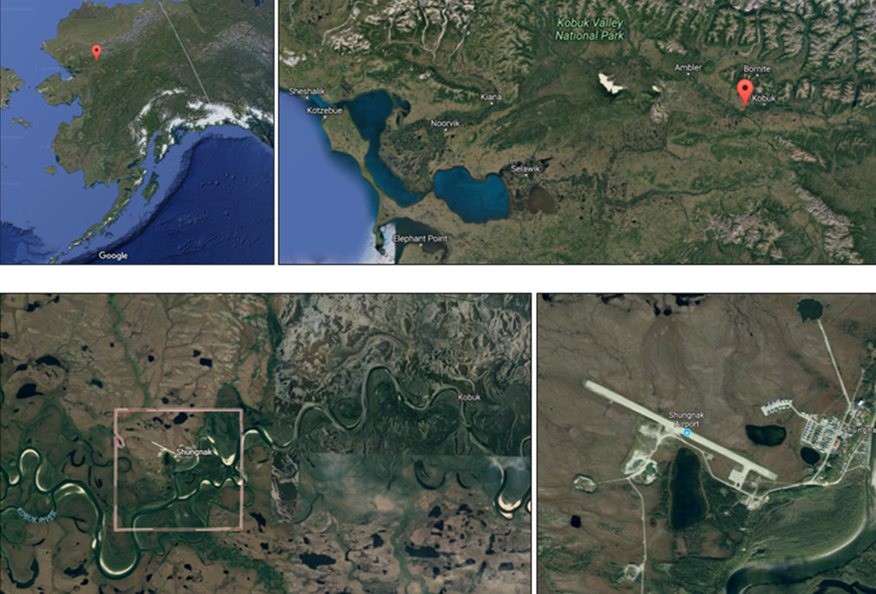 Google
Kobuk Valley
National Park
Ambler
Bornite
Sheshalik
Kiana
Kobuk
Kotzebue
Noorvik
Selawik
Elephant Point
Kobuk
Shungnak
KOBUK RIVER
Shungnak
Airport